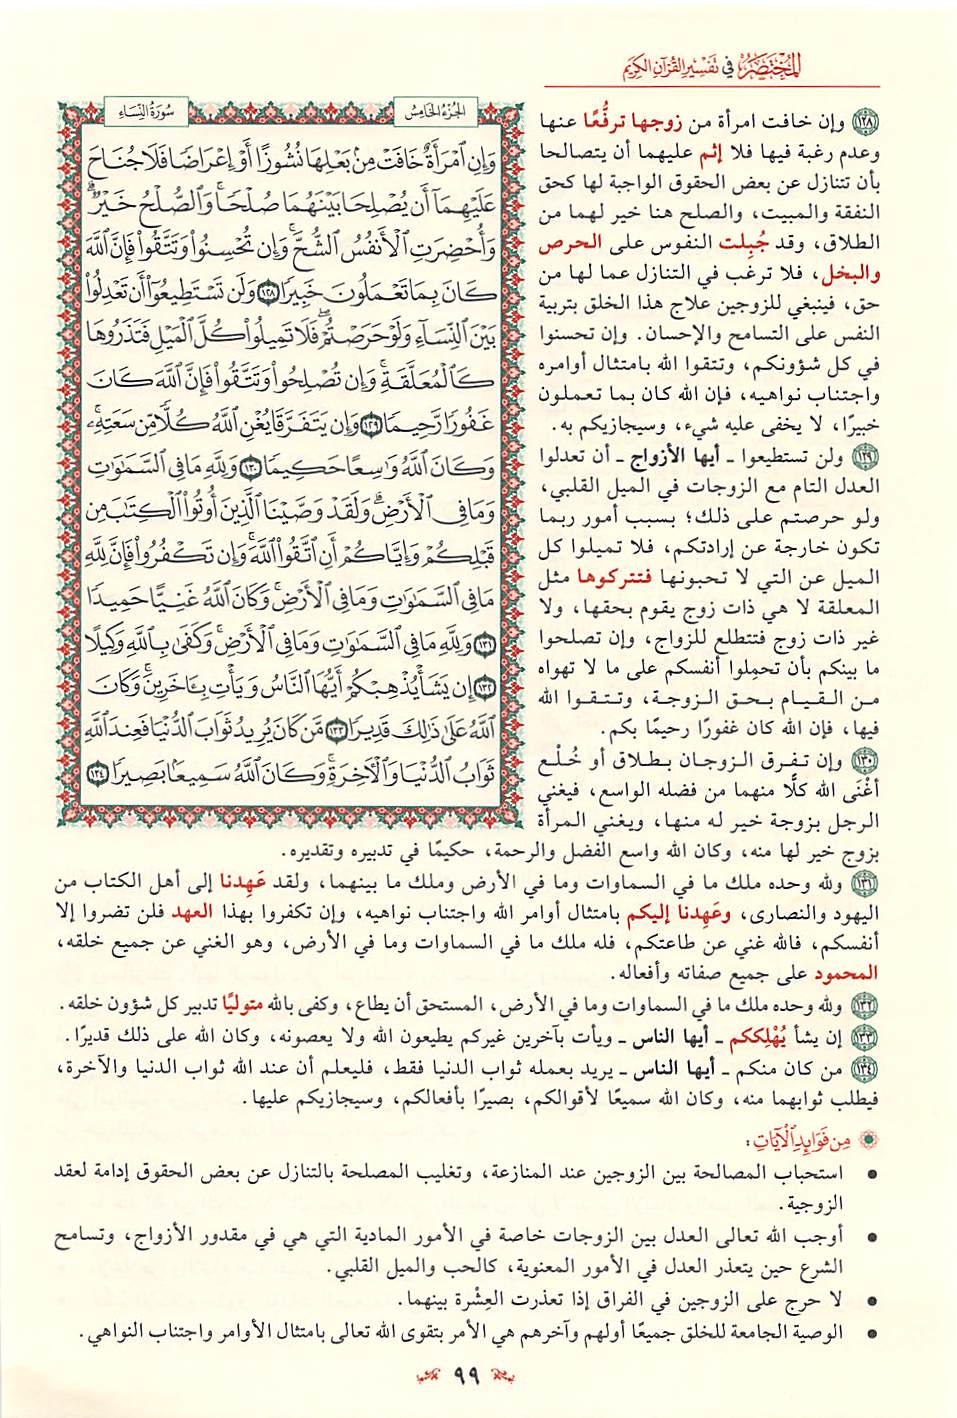 المُخْتَصَرُ فِي تَفْسِيرِ القُرْآنِ الكَرِيمِ
الجُزْءُ الخَامِسُ
سُورَةُ النِّسَاءِ
وَإِنِ ٱمْرَأَةٌ خَافَتْ مِنۢ بَعْلِهَا نُشُوزًا أَوْ إِعْرَاضًا فَلَا جُنَاحَ
عَلَيْهِمَآ أَن يُصْلِحَا بَيْنَهُمَا صُلْحًا ۚ وَٱلصُّلْحُ خَيْرٌ ۗ
وَأُحْضِرَتِ ٱلْأَنفُسُ ٱلشُّحَّ ۚ وَإِن تُحْسِنُوا۟ وَتَتَّقُوا۟ فَإِنَّ ٱللَّهَ
كَانَ بِمَا تَعْمَلُونَ خَبِيرًا ١٢٨ وَلَن تَسْتَطِيعُوٓا۟ أَن تَعْدِلُوا۟
بَيْنَ ٱلنِّسَآءِ وَلَوْ حَرَصْتُمْ ۖ فَلَا تَمِيلُوا۟ كُلَّ ٱلْمَيْلِ فَتَذَرُوهَا
كَٱلْمُعَلَّقَةِ ۚ وَإِن تُصْلِحُوا۟ وَتَتَّقُوا۟ فَإِنَّ ٱللَّهَ كَانَ
غَفُورًا رَّحِيمًا ١٢٩ وَإِن يَتَفَرَّقَا يُغْنِ ٱللَّهُ كُلًّا مِّن سَعَتِهِۦ ۚ
وَكَانَ ٱللَّهُ وَٰسِعًا حَكِيمًا ١٣٠ وَلِلَّهِ مَا فِى ٱلسَّمَٰوَٰتِ
وَمَا فِى ٱلْأَرْضِ ۗ وَلَقَدْ وَصَّيْنَا ٱلَّذِينَ أُوتُوا۟ ٱلْكِتَٰبَ مِن
قَبْلِكُمْ وَإِيَّاكُمْ أَنِ ٱتَّقُوا۟ ٱللَّهَ ۚ وَإِن تَكْفُرُوا۟ فَإِنَّ لِلَّهِ
مَا فِى ٱلسَّمَٰوَٰتِ وَمَا فِى ٱلْأَرْضِ ۚ وَكَانَ ٱللَّهُ غَنِيًّا حَمِيدًا
١٣١ وَلِلَّهِ مَا فِى ٱلسَّمَٰوَٰتِ وَمَا فِى ٱلْأَرْضِ ۚ وَكَفَىٰ بِٱللَّهِ وَكِيلًا
١٣٢ إِن يَشَأْ يُذْهِبْكُمْ أَيُّهَا ٱلنَّاسُ وَيَأْتِ بِـَٔاخَرِينَ ۚ وَكَانَ
ٱللَّهُ عَلَىٰ ذَٰلِكَ قَدِيرًا ١٣٣ مَّن كَانَ يُرِيدُ ثَوَابَ ٱلدُّنْيَا فَعِندَ ٱللَّهِ
ثَوَابُ ٱلدُّنْيَا وَٱلْـَٔاخِرَةِ ۚ وَكَانَ ٱللَّهُ سَمِيعًۢا بَصِيرًا ١٣٤
١٢٨ وإن خافت امرأة من زوجها ترفُّعًا عنها
وعدم رغبة فيها فلا إثم عليهما أن يتصالحا
بأن تتنازل عن بعض الحقوق الواجبة لها كحق
النفقة والمبيت، والصلح هنا خير لهما من
الطلاق، وقد جُبِلت النفوس على الحرص
والبخل، فلا ترغب في التنازل عما لها من
حق، فينبغي للزوجين علاج هذا الخلق بتربية
النفس على التسامح والإحسان. وإن تحسنوا
في كل شؤونكم، وتتقوا الله بامتثال أوامره
واجتناب نواهيه، فإن الله كان بما تعملون
خبيرًا، لا يخفى عليه شيء، وسيجازيكم به.
١٢٩ ولن تستطيعوا ـ أيها الأزواج ـ أن تعدلوا
العدل التام مع الزوجات في الميل القلبي،
ولو حرصتم على ذلك؛ بسبب أمور ربما
تكون خارجة عن إرادتكم، فلا تميلوا كل
الميل عن التي لا تحبونها فتتركوها مثل
المعلقة لا هي ذات زوج يقوم بحقها، ولا
غير ذات زوج فتتطلع للزواج، وإن تصلحوا
ما بينكم بأن تحمِلوا أنفسكم على ما لا تهواه
من القيام بحق الزوجة، وتتقوا الله
فيها، فإن الله كان غفورًا رحيمًا بكم.
١٣٠ وإن تفرق الزوجان بطلاق أو خُلْع
أغْنَى الله كلًّا منهما من فضله الواسع، فيغني
الرجل بزوجة خير له منها، ويغني المرأة
بزوج خير لها منه، وكان الله واسع الفضل والرحمة، حكيمًا في تدبيره وتقديره.
١٣١ ولله وحده ملك ما في السماوات وما في الأرض وملك ما بينهما، ولقد عَهِدنا إلى أهل الكتاب من
اليهود والنصارى، وعَهِدنا إليكم بامتثال أوامر الله واجتناب نواهيه، وإن تكفروا بهذا العهد فلن تضروا إلا
أنفسكم، فالله غني عن طاعتكم، فله ملك ما في السماوات وما في الأرض، وهو الغني عن جميع خلقه،
المحمود على جميع صفاته وأفعاله.
١٣٢ ولله وحده ملك ما في السماوات وما في الأرض، المستحق أن يطاع، وكفى بالله متوليًا تدبير كل شؤون خلقه.
١٣٣ إن يشأ يُهْلِككم ـ أيها الناس ـ ويأت بآخرين غيركم يطيعون الله ولا يعصونه، وكان الله على ذلك قديرًا.
١٣٤ من كان منكم ـ أيها الناس ـ يريد بعمله ثواب الدنيا فقط، فليعلم أن عند الله ثواب الدنيا والآخرة،
فيطلب ثوابهما منه، وكان الله سميعًا لأقوالكم، بصيرًا بأفعالكم، وسيجازيكم عليها.
مِن فَوَائِدِ الْآيَاتِ:
• استحباب المصالحة بين الزوجين عند المنازعة، وتغليب المصلحة بالتنازل عن بعض الحقوق إدامة لعقد
الزوجية.
• أوجب الله تعالى العدل بين الزوجات خاصة في الأمور المادية التي هي في مقدور الأزواج، وتسامح
الشرع حين يتعذر العدل في الأمور المعنوية، كالحب والميل القلبي.
• لا حرج على الزوجين في الفراق إذا تعذرت العِشْرة بينهما.
• الوصية الجامعة للخلق جميعًا أولهم وآخرهم هي الأمر بتقوى الله تعالى بامتثال الأوامر واجتناب النواهي.
٩٩